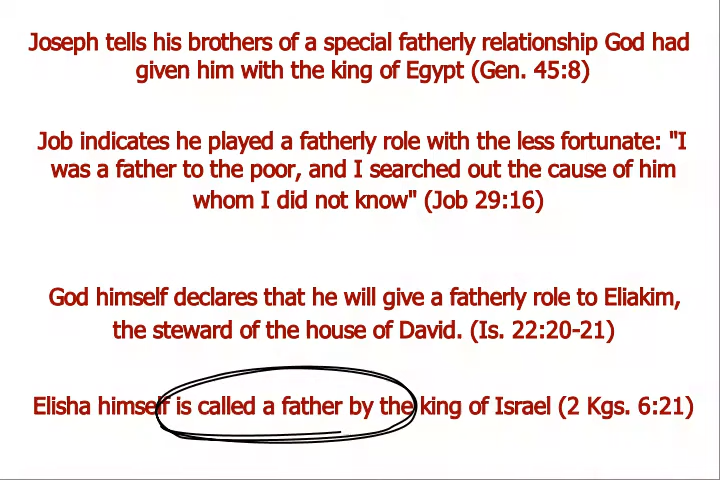 Joseph tells his brothers of a special fatherly relationship God had
given him with the king of Egypt (Gen. 45:8)
Job indicates he played a fatherly role with the less fortunate: "I
was a father to the poor, and I searched out the cause of him
whom I did not know" (Job 29:16)
God himself declares that he will give a fatherly role to Eliakim,
the steward of the house of David. (Is. 22:20-21)
Elisha himself is called a father by the king of Israel (2 Kgs. 6:21)